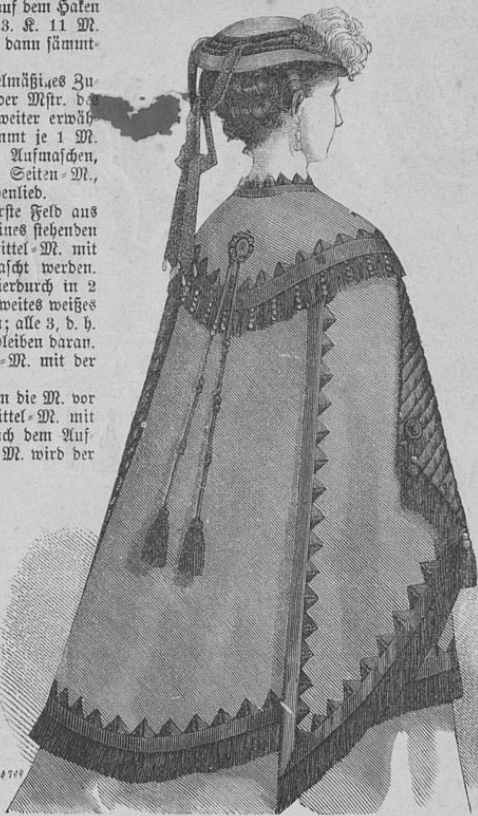 auf dem Haken
3. K. 11 M.
dann sämmt-
elmäßiges Zu-
der Mstr. des
weiter erwäh-
mmt je 1 M.
Aufmaschen,
Seiten-M.,
enlied.
rste Feld aus
ines stehenden
ittel-M. mit
ascht werden.
ierdurch in 2
weites weißes
; alle 3, d. h.
bleiben daran.
-M. mit der
n die M. vor
ittel-M. mit
ch dem Auf-
M. wird der